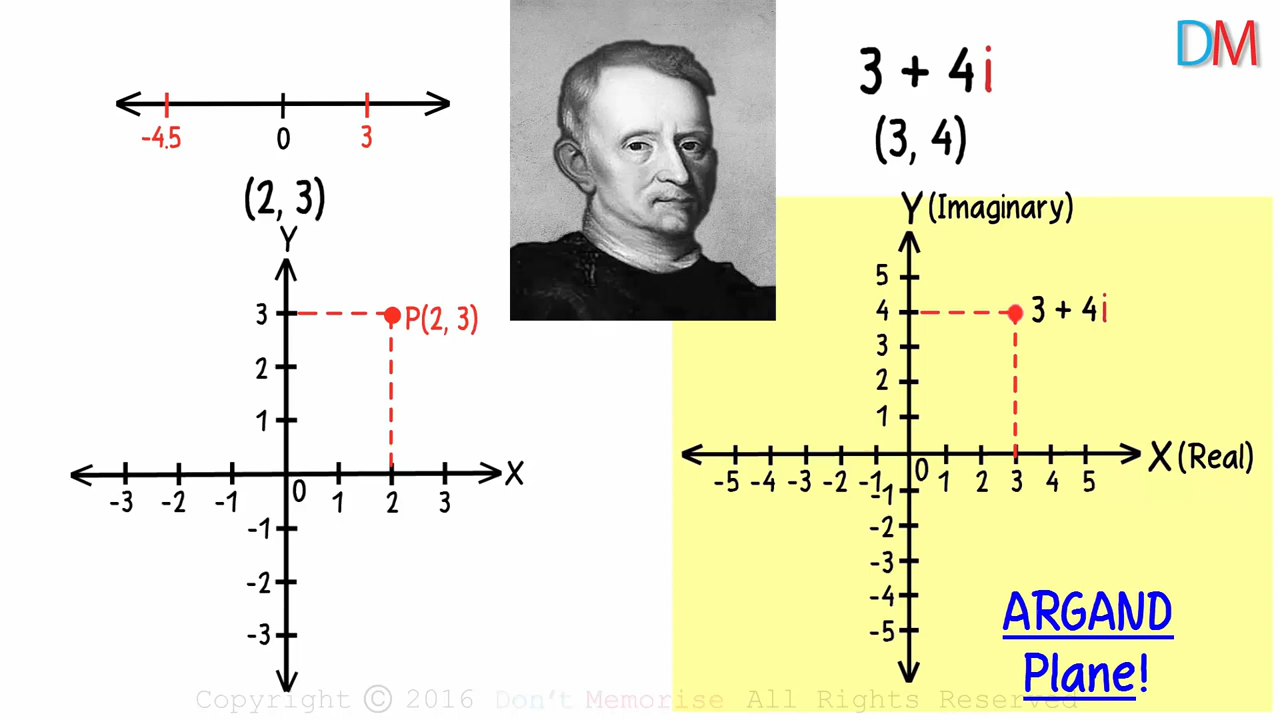 DM
3 + 4i
(3, 4)
-4.5 0 3
(2, 3)
Y
3
P(2, 3)
2
1
X
-3 -2 -1 0 1 2 3
-1
-2
-3
Y (Imaginary)
5
4
3 + 4i
3
2
1
X (Real)
-5 -4 -3 -2 -1 0 1 2 3 4 5
-1
-2
-3
-4
-5
ARGAND
Plane!
Copyright © 2016 Don't Memorise All Rights Reserved